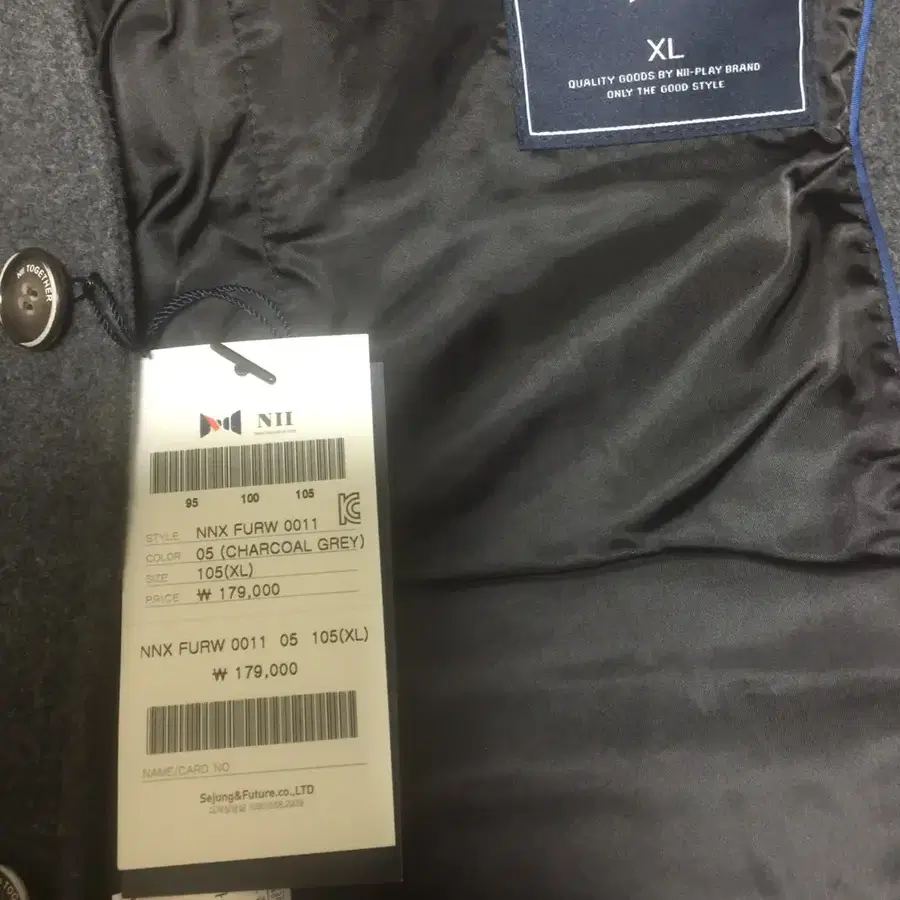 XL
QUALITY GOODS BY NII-PLAY BRAND
ONLY THE GOOD STYLE
NII TOGETHER
NII
95 100 105
STYLE NNX FURW 0011
COLOR 05 (CHARCOAL GREY)
SIZE 105(XL)
PRICE ₩ 179,000
NNX FURW 0011 05 105(XL)
₩ 179,000
NAME/CARD NO
Sejung&Future.co.,LTD